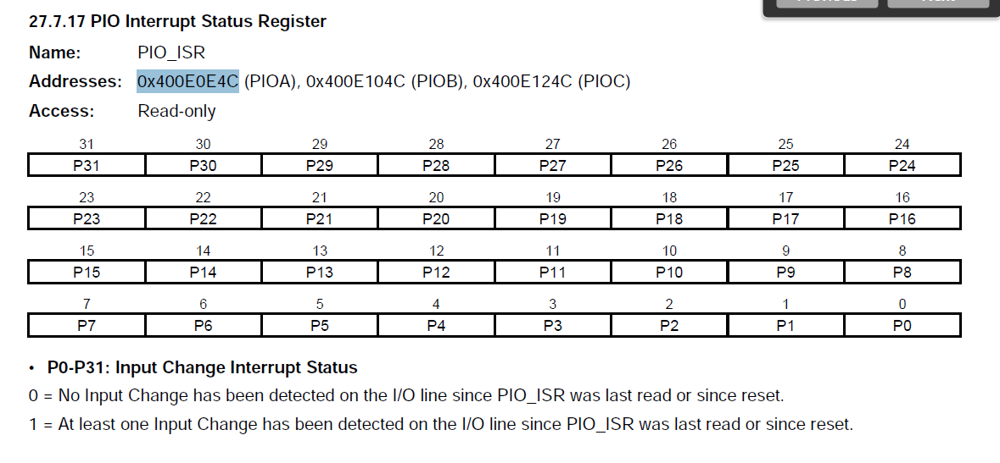 27.7.17 PIO Interrupt Status Register
Name: PIO_ISR
Addresses: 0x400E0E4C (PIOA), 0x400E104C (PIOB), 0x400E124C (PIOC)
Access: Read-only
31 30 29 28 27 26 25 24
P31 P30 P29 P28 P27 P26 P25 P24
23 22 21 20 19 18 17 16
P23 P22 P21 P20 P19 P18 P17 P16
15 14 13 12 11 10 9 8
P15 P14 P13 P12 P11 P10 P9 P8
7 6 5 4 3 2 1 0
P7 P6 P5 P4 P3 P2 P1 P0
• P0-P31: Input Change Interrupt Status
0 = No Input Change has been detected on the I/O line since PIO_ISR was last read or since reset.
1 = At least one Input Change has been detected on the I/O line since PIO_ISR was last read or since reset.